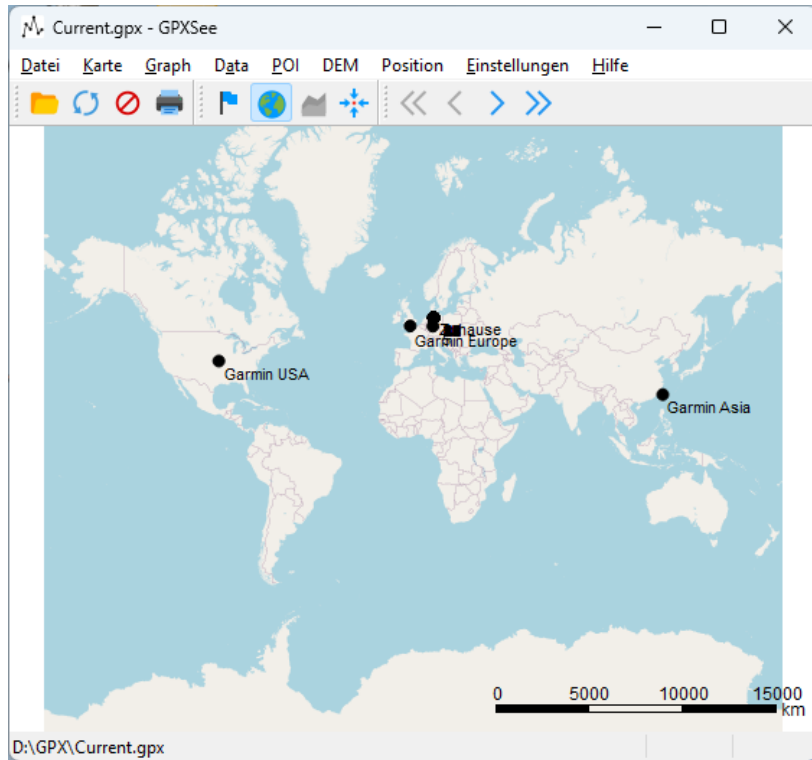 Current.gpx - GPXSee
Datei Karte Graph Data POI DEM Position Einstellungen Hilfe
Garmin Europe
Garmin USA
Garmin Asia
0 5000 10000 15000
km
D:\GPX\Current.gpx